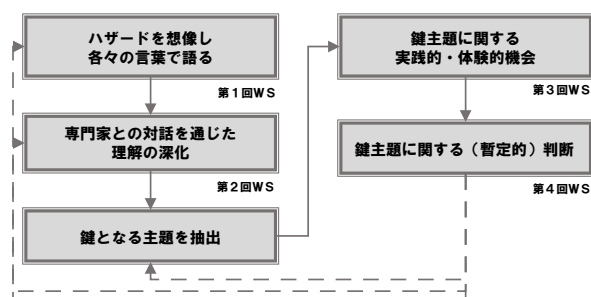 ハザードを想像し
各々の言葉で語る
第1回WS
専門家との対話を通じた
理解の深化
第2回WS
鍵となる主題を抽出
鍵主題に関する
実践的・体験的機会
第3回WS
鍵主題に関する（暫定的）判断
第4回WS